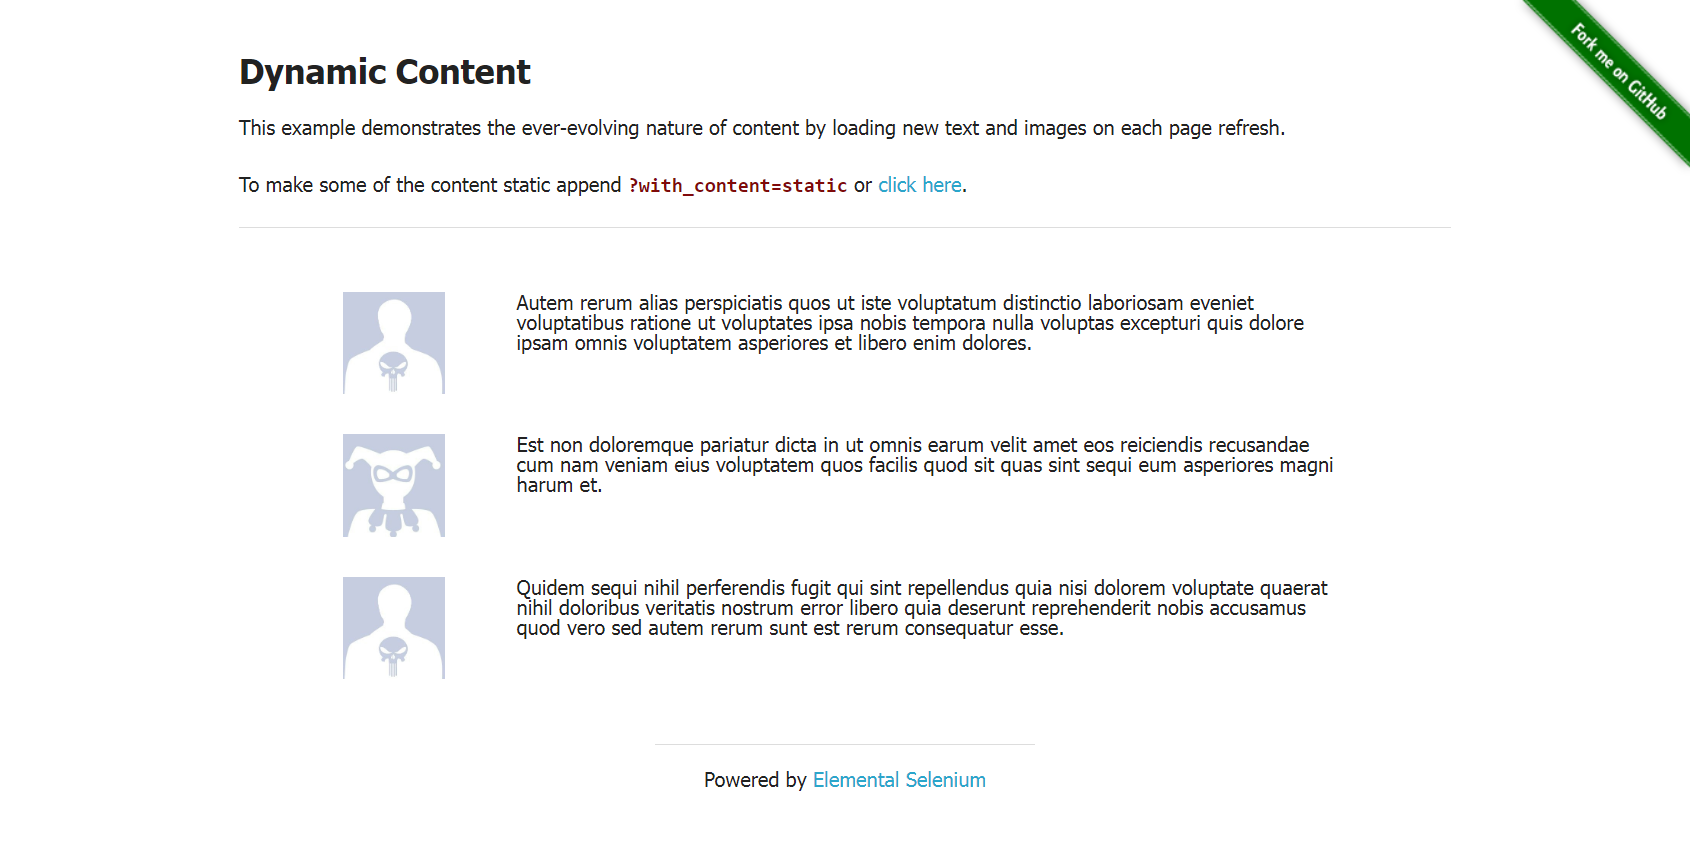 Fork me on GitHub
Dynamic Content
This example demonstrates the ever-evolving nature of content by loading new text and images on each page refresh.
To make some of the content static append ?with_content=static or click here.
Autem rerum alias perspiciatis quos ut iste voluptatum distinctio laboriosam eveniet
voluptatibus ratione ut voluptates ipsa nobis tempora nulla voluptas excepturi quis dolore
ipsam omnis voluptatem asperiores et libero enim dolores.
Est non doloremque pariatur dicta in ut omnis earum velit amet eos reiciendis recusandae
cum nam veniam eius voluptatem quos facilis quod sit quas sint sequi eum asperiores magni
harum et.
Quidem sequi nihil perferendis fugit qui sint repellendus quia nisi dolorem voluptate quaerat
nihil doloribus veritatis nostrum error libero quia deserunt reprehenderit nobis accusamus
quod vero sed autem rerum sunt est rerum consequatur esse.
Powered by Elemental Selenium